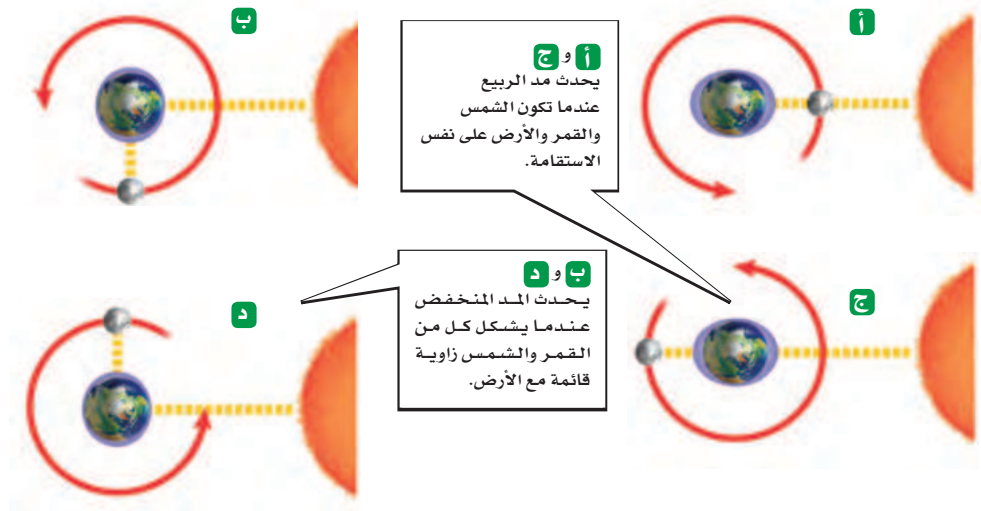 أ
أ و ج
يحدث مد الربيع
عندما تكون الشمس
والقمر والأرض على نفس
الاستقامة.
ب
ج
ب و د
يحدث المد المنخفض
عندما يشكل كل من
القمر والشمس زاوية
قائمة مع الأرض.
د